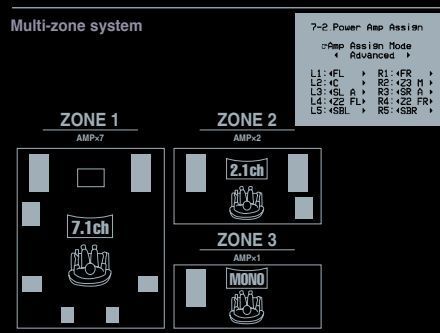 Multi-zone system
7-2.Power Amp Assign
☞Amp Assign Mode
◀ Advanced ▶
L1:◀FL ▶ R1:◀FR ▶
L2:◀C ▶ R2:◀Z3 M ▶
L3:◀SL A ▶ R3:◀SR A ▶
L4:◀Z2 FL▶ R4:◀Z2 FR▶
L5:◀SBL ▶ R5:◀SBR ▶
ZONE 1
AMP×7
7.1ch
ZONE 2
AMP×2
2.1ch
ZONE 3
AMP×1
MONO